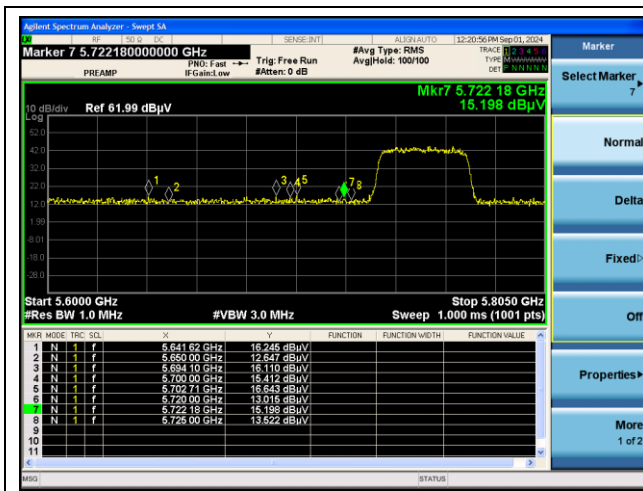 Agilent Spectrum Analyzer - Swept SA
LXI RF 50 Ω DC SENSE:INT ALIGN AUTO 12:20:56 PM Sep 01, 2024
Marker 7 5.722180000000 GHz
PREAMP
PNO: Fast
IFGain:Low
Trig: Free Run
#Atten: 0 dB
#Avg Type: RMS
Avg|Hold: 100/100
TRACE 1 2 3 4 5 6
TYPE M
DET P N N N N N
Mkr7 5.722 18 GHz
15.198 dBµV
10 dB/div Ref 61.99 dBµV
Log
52.0
42.0
32.0
22.0
12.0
1.99
-8.01
-18.0
-28.0
1 2 3 4 5 7 8
Start 5.6000 GHz Stop 5.8050 GHz
#Res BW 1.0 MHz #VBW 3.0 MHz Sweep 1.000 ms (1001 pts)
MKR MODE TRC SCL X Y FUNCTION FUNCTION WIDTH FUNCTION VALUE
1 N 1 f 5.641 62 GHz 16.245 dBµV
2 N 1 f 5.650 00 GHz 12.647 dBµV
3 N 1 f 5.694 10 GHz 16.110 dBµV
4 N 1 f 5.700 00 GHz 15.412 dBµV
5 N 1 f 5.702 71 GHz 16.643 dBµV
6 N 1 f 5.720 00 GHz 13.015 dBµV
7 N 1 f 5.722 18 GHz 15.198 dBµV
8 N 1 f 5.725 00 GHz 13.522 dBµV
9
10
11
MSG STATUS
Marker
Select Marker
7
Normal
Delta
Fixed
Off
Properties
More
1 of 2